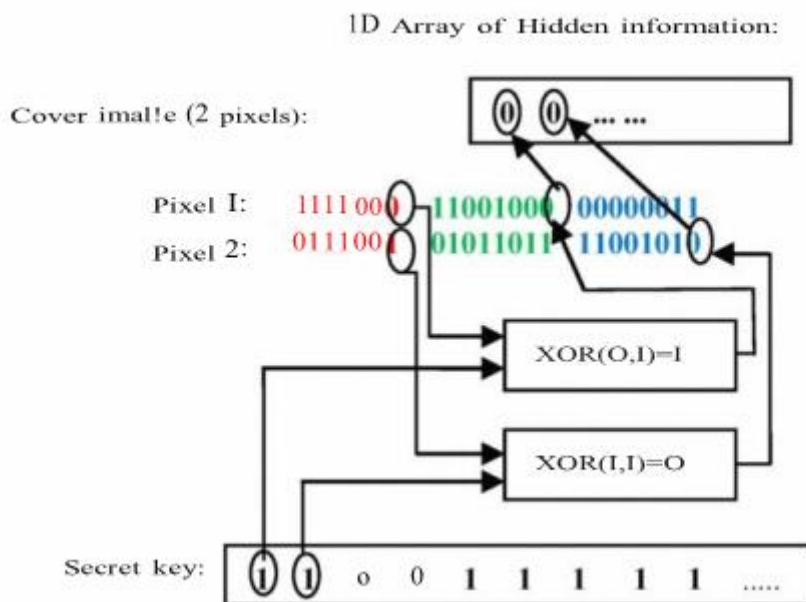 1D Array of Hidden information:
Cover imal!e (2 pixels):
0 0 ... ...
Pixel I: 1111000 11001000 00000011
Pixel 2: 0111001 01011011 11001010
XOR(O,I)=I
XOR(I,I)=O
Secret key: 1 1 o 0 1 1 1 1 1 .....